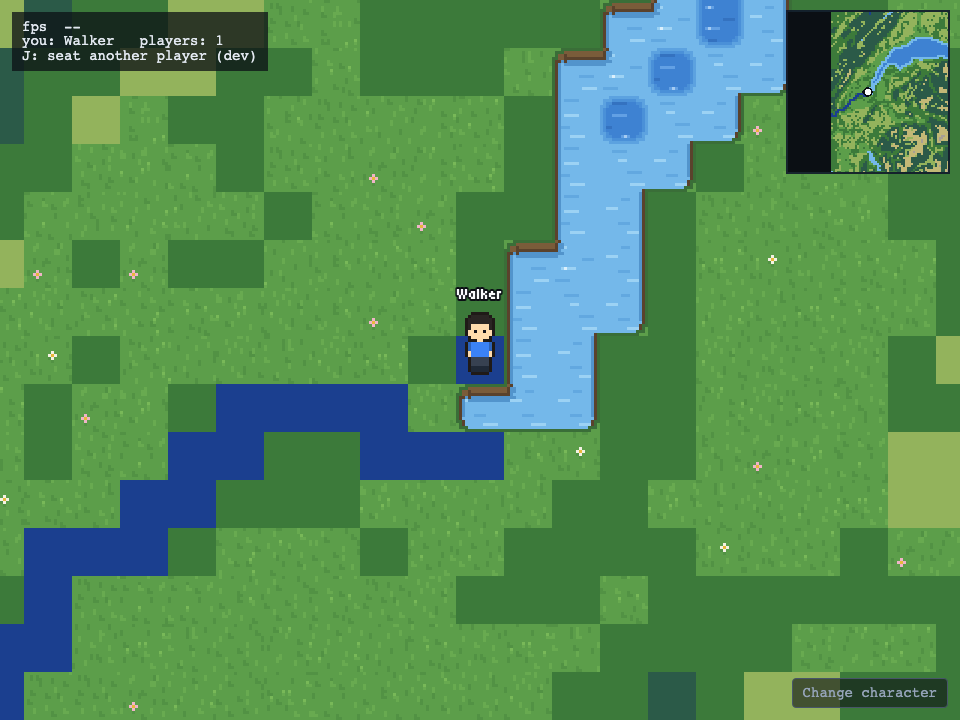 fps  --
you: Walker   players: 1
J: seat another player (dev)
Walker
Change character